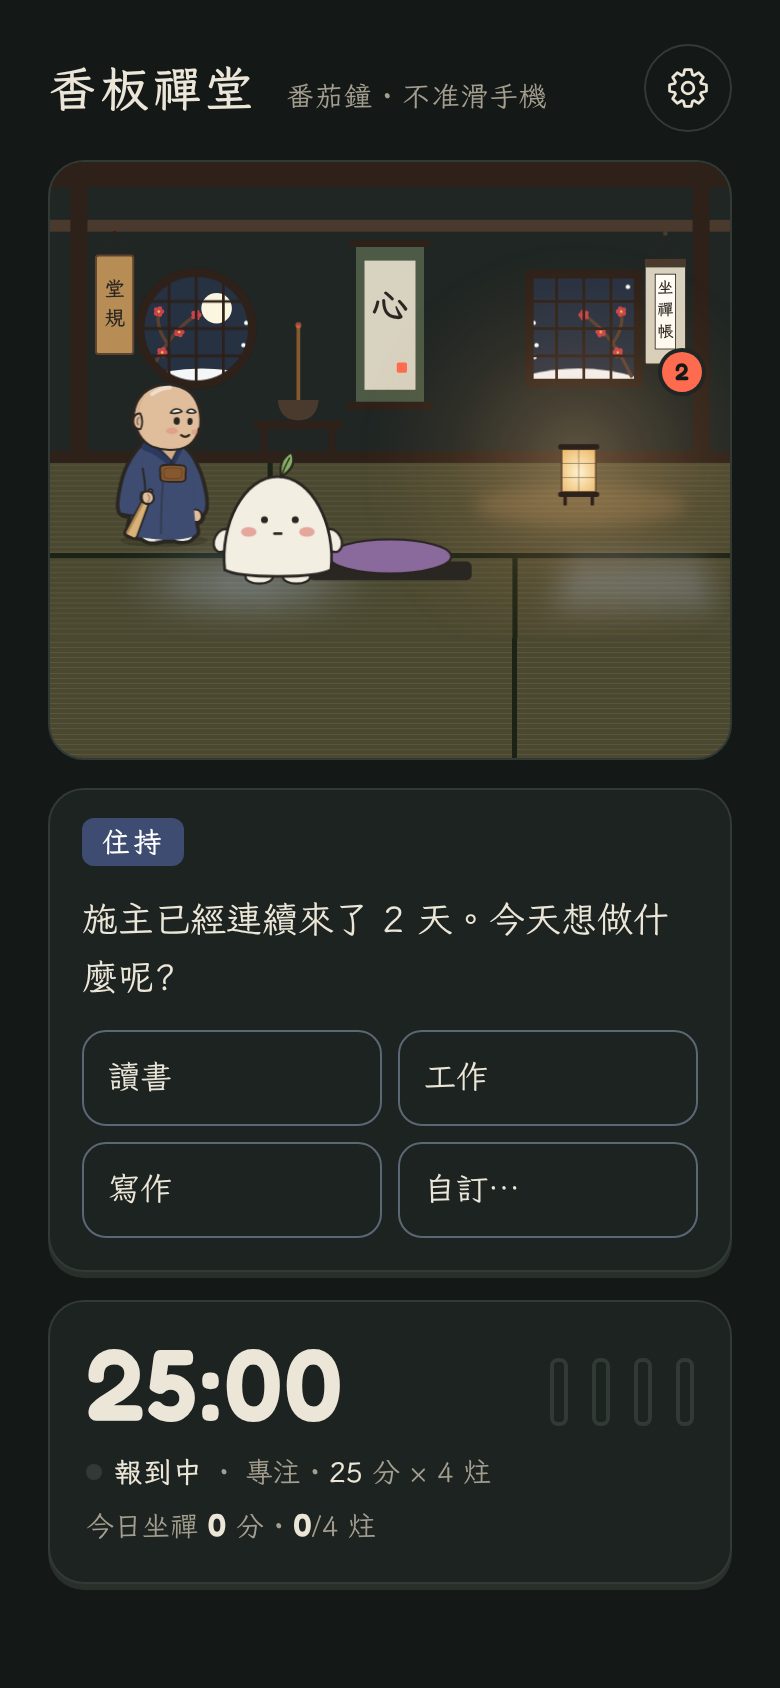 香板禪堂
番茄鐘・不准滑手機
堂規
心
坐禪帳
2
住持
施主已經連續來了 2 天。今天想做什
麼呢?
讀書
工作
寫作
自訂⋯
25:00
報到中 ・ 專注・25 分 × 4 炷
今日坐禪 0 分・0/4 炷